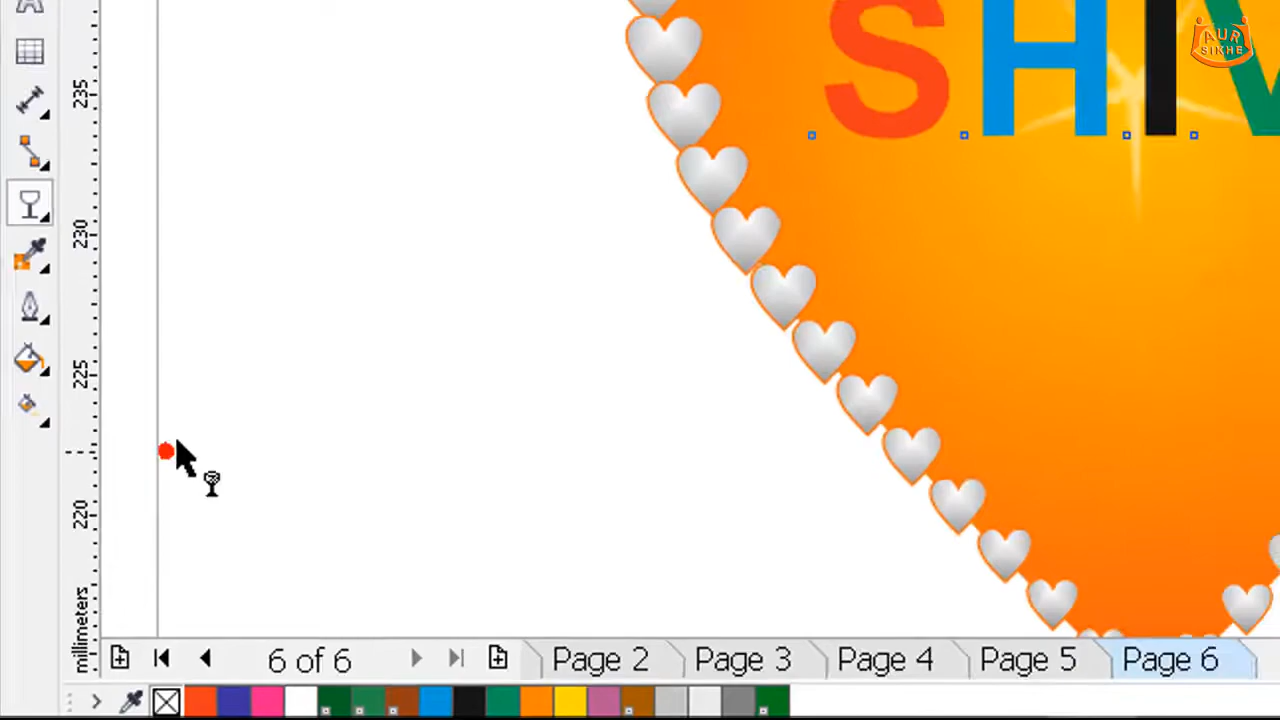 AUR
SIKHE
SHIV
235
230
225
220
millimeters
6 of 6
Page 2
Page 3
Page 4
Page 5
Page 6